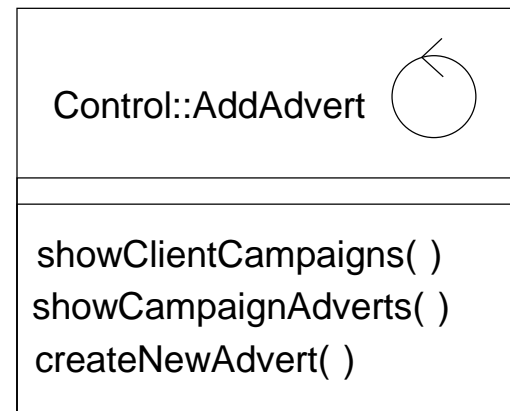 Control::AddAdvert
showClientCampaigns( )
showCampaignAdverts( )
createNewAdvert( )